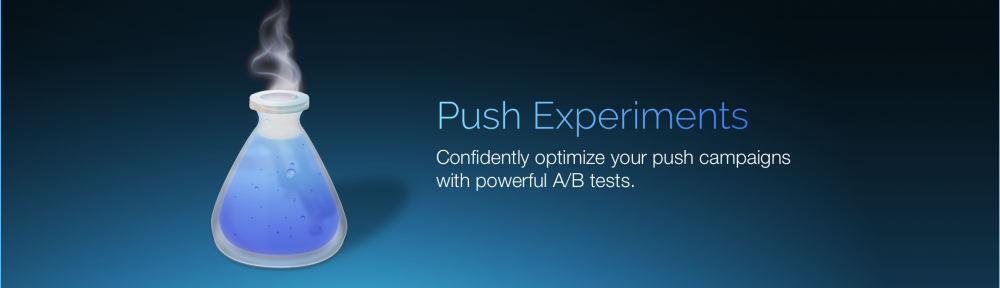 Push Experiments
Confidently optimize your push campaigns
with powerful A/B tests.